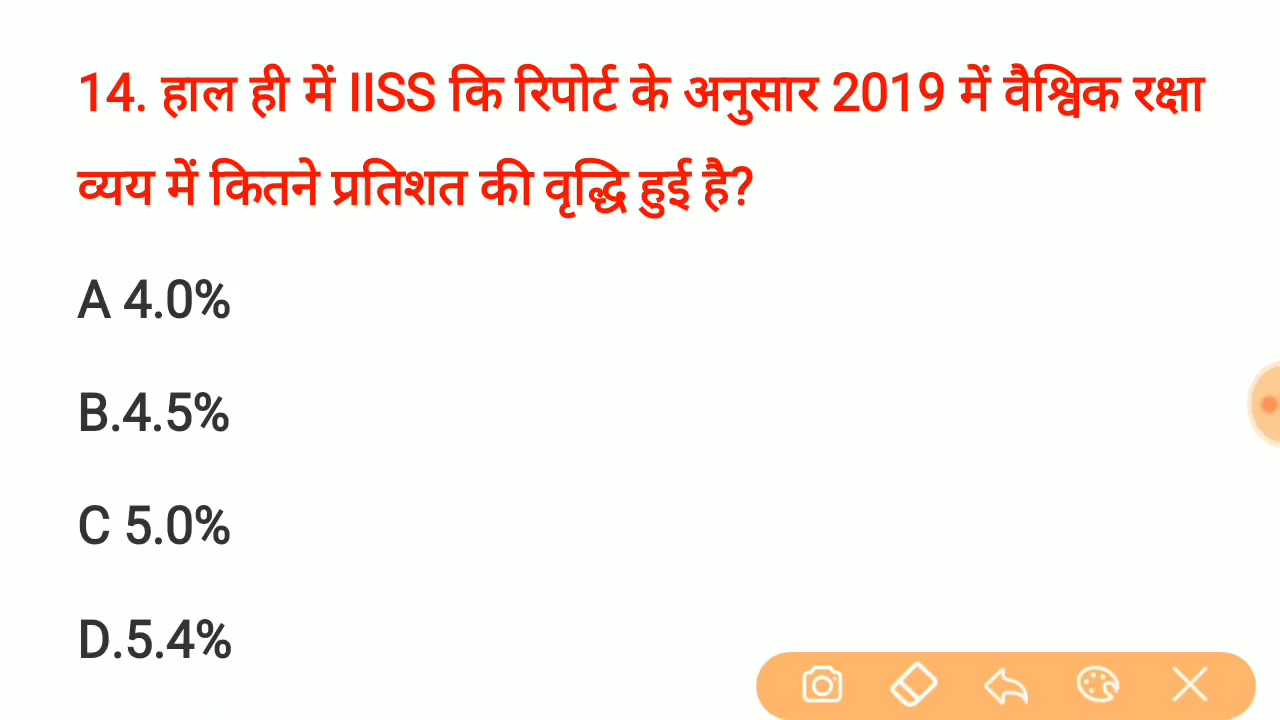 14. हाल ही में IISS कि रिपोर्ट के अनुसार 2019 में वैश्विक रक्षा
व्यय में कितने प्रतिशत की वृद्धि हुई है?
A 4.0%
B.4.5%
C 5.0%
D.5.4%